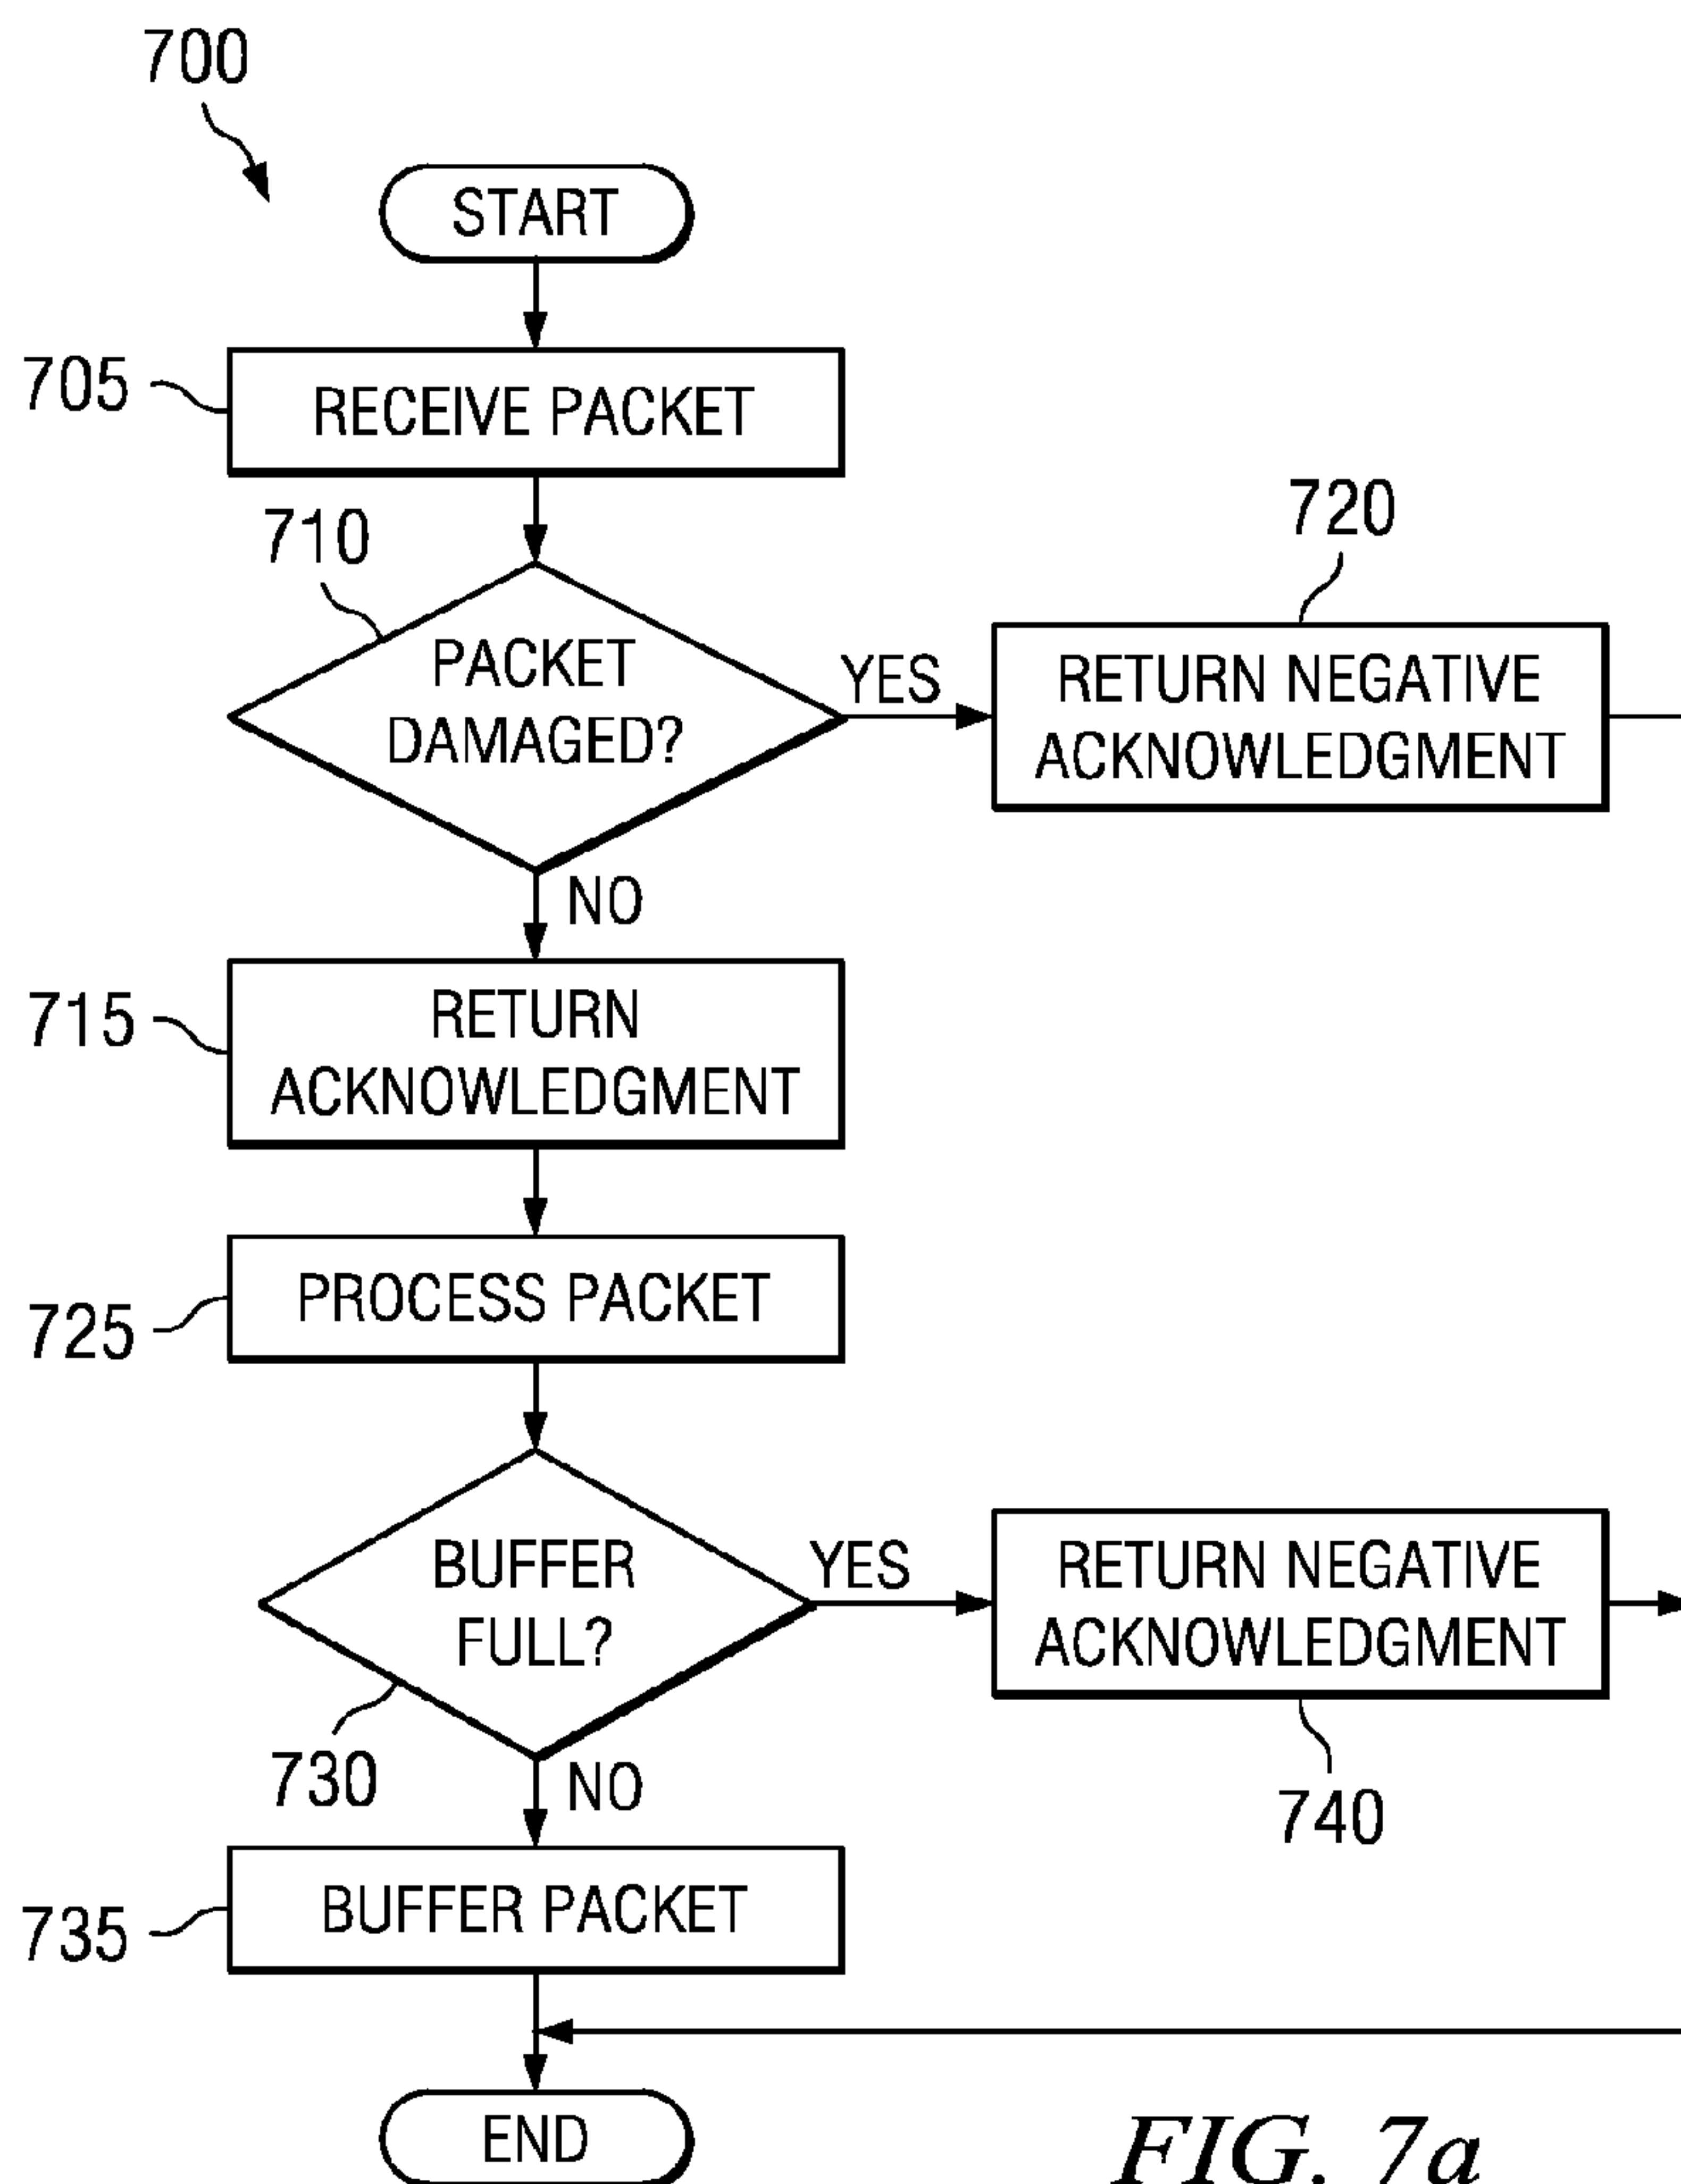 700
START
705
RECEIVE PACKET
710
720
PACKET
DAMAGED?
YES
RETURN NEGATIVE
ACKNOWLEDGMENT
NO
715
RETURN
ACKNOWLEDGMENT
725
PROCESS PACKET
BUFFER
FULL?
YES
RETURN NEGATIVE
ACKNOWLEDGMENT
730
NO
740
735
BUFFER PACKET
END
FIG. 7a